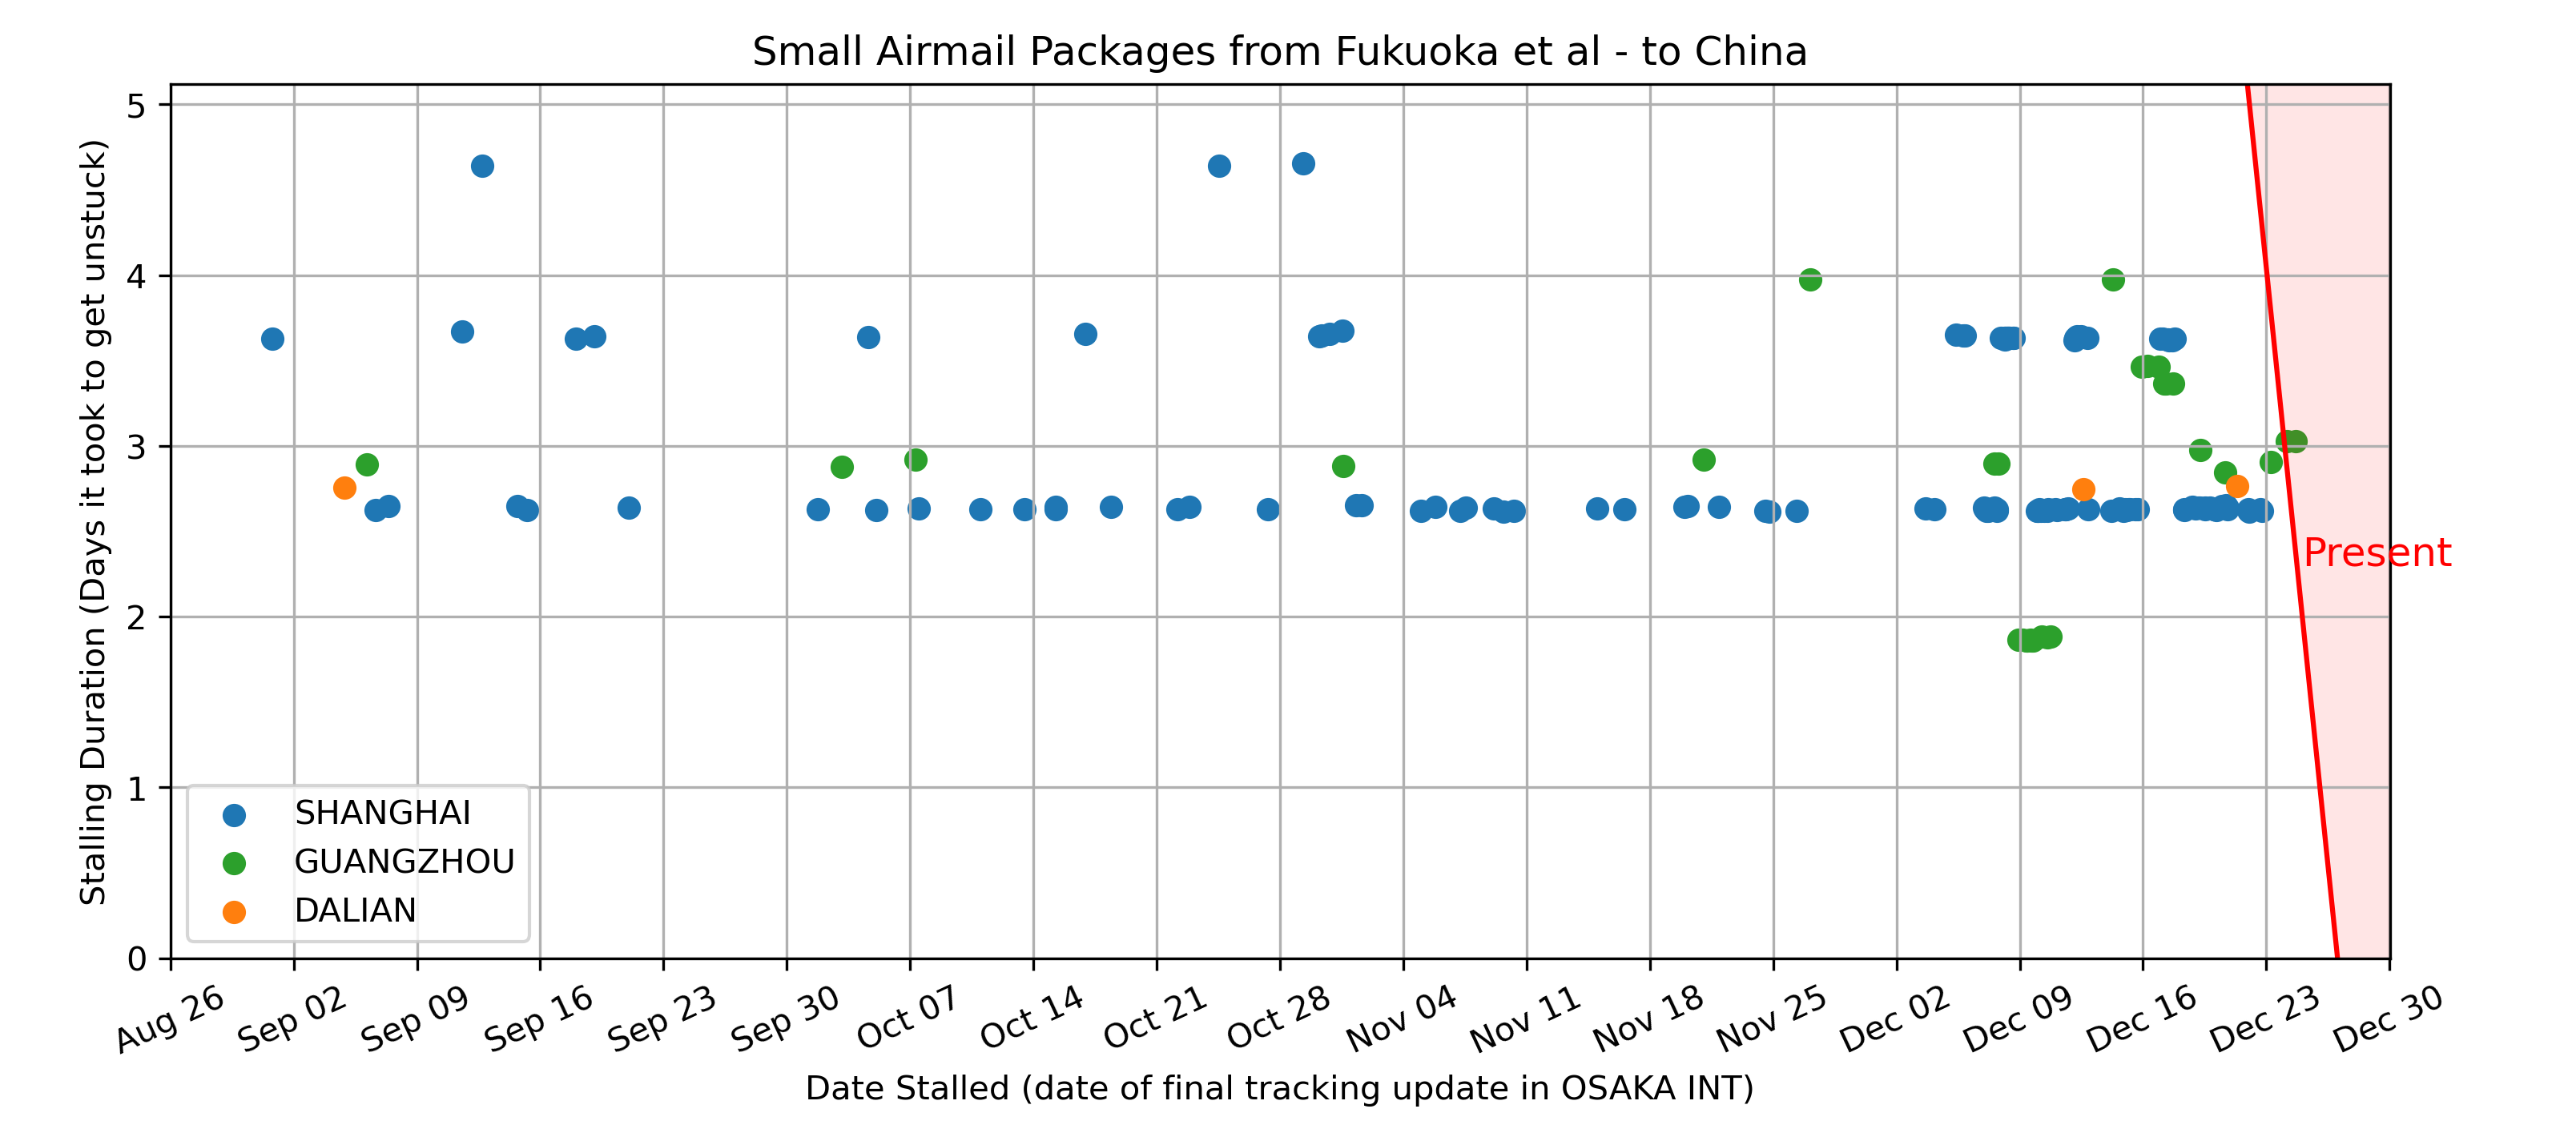 Small Airmail Packages from Fukuoka et al - to China
Stalling Duration (Days it took to get unstuck)
5
4
3
2
1
0
Present
SHANGHAI
GUANGZHOU
DALIAN
Aug 26
Sep 02
Sep 09
Sep 16
Sep 23
Sep 30
Oct 07
Oct 14
Oct 21
Oct 28
Nov 04
Nov 11
Nov 18
Nov 25
Dec 02
Dec 09
Dec 16
Dec 23
Dec 30
Date Stalled (date of final tracking update in OSAKA INT)